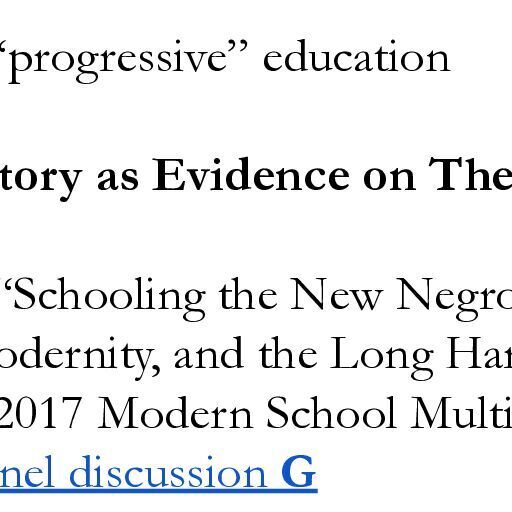 “progressive” education
tory as Evidence on The
“Schooling the New Negro
odernity, and the Long Har
2017 Modern School Multi
nel discussion G